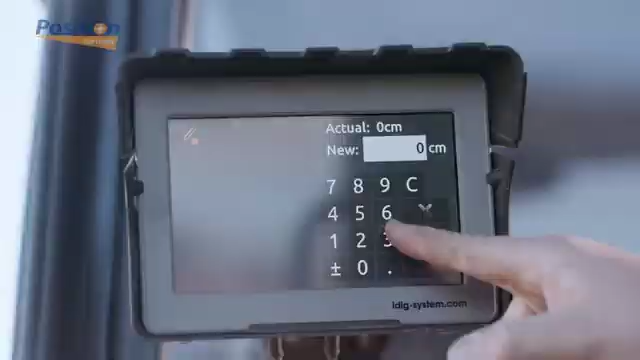 Position
Actual: 0cm
New: 0 cm
7 8 9 C
4 5 6
1 2 3
± 0 .
idig-system.com